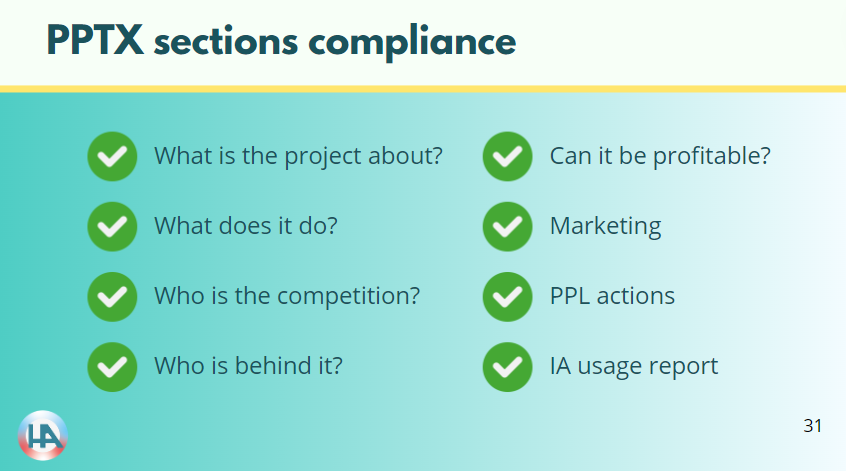 PPTX sections compliance
What is the project about?
What does it do?
Who is the competition?
Who is behind it?
Can it be profitable?
Marketing
PPL actions
IA usage report
HA
31